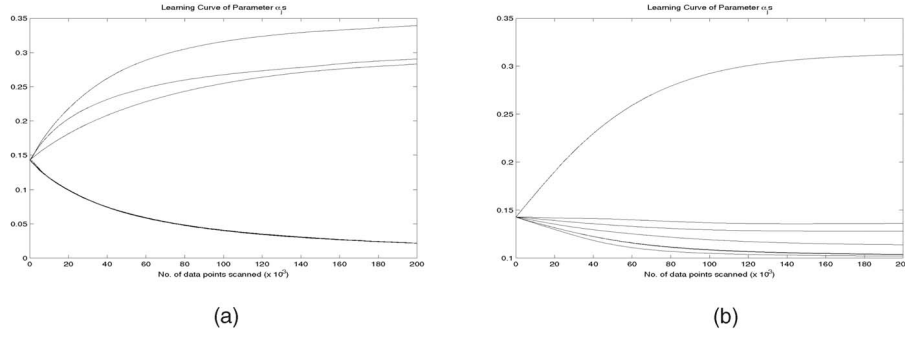 Learning Curve of Parameter αⱼs
0.35
0.3
0.25
0.2
0.15
0.1
0.05
0
0 20 40 60 80 100 120 140 160 180 200
No. of data points scanned (x 10³)
(a)
Learning Curve of Parameter αⱼs
0.35
0.3
0.25
0.2
0.15
0.1
0 20 40 60 80 100 120 140 160 180 200
No. of data points scanned (x 10³)
(b)